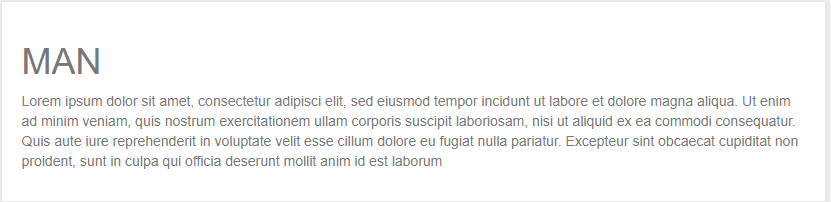 MAN
Lorem ipsum dolor sit amet, consectetur adipisci elit, sed eiusmod tempor incidunt ut labore et dolore magna aliqua. Ut enim
ad minim veniam, quis nostrum exercitationem ullam corporis suscipit laboriosam, nisi ut aliquid ex ea commodi consequatur.
Quis aute iure reprehenderit in voluptate velit esse cillum dolore eu fugiat nulla pariatur. Excepteur sint obcaecat cupiditat non
proident, sunt in culpa qui officia deserunt mollit anim id est laborum